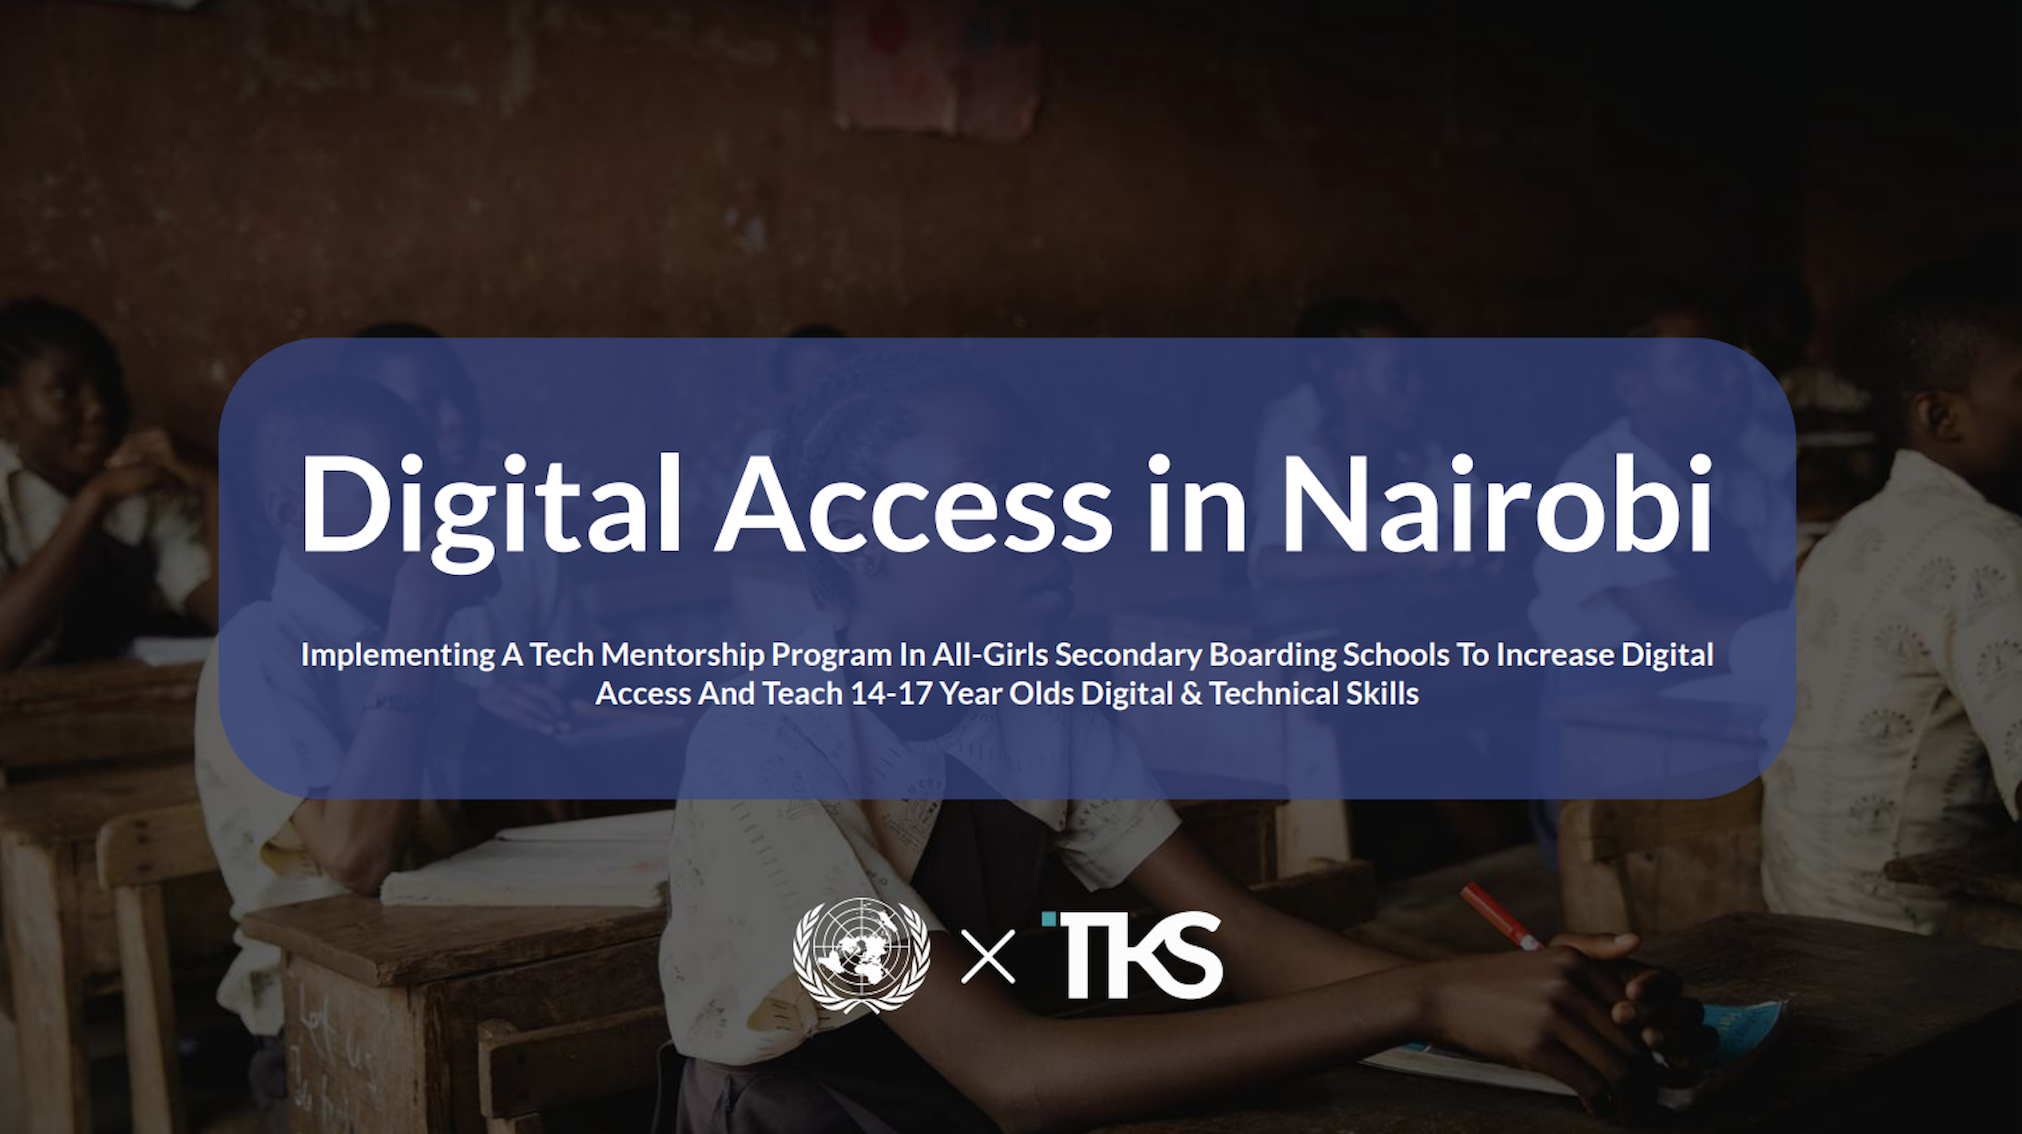 Digital Access in Nairobi
Implementing A Tech Mentorship Program In All-Girls Secondary Boarding Schools To Increase Digital
Access And Teach 14-17 Year Olds Digital & Technical Skills
TKS